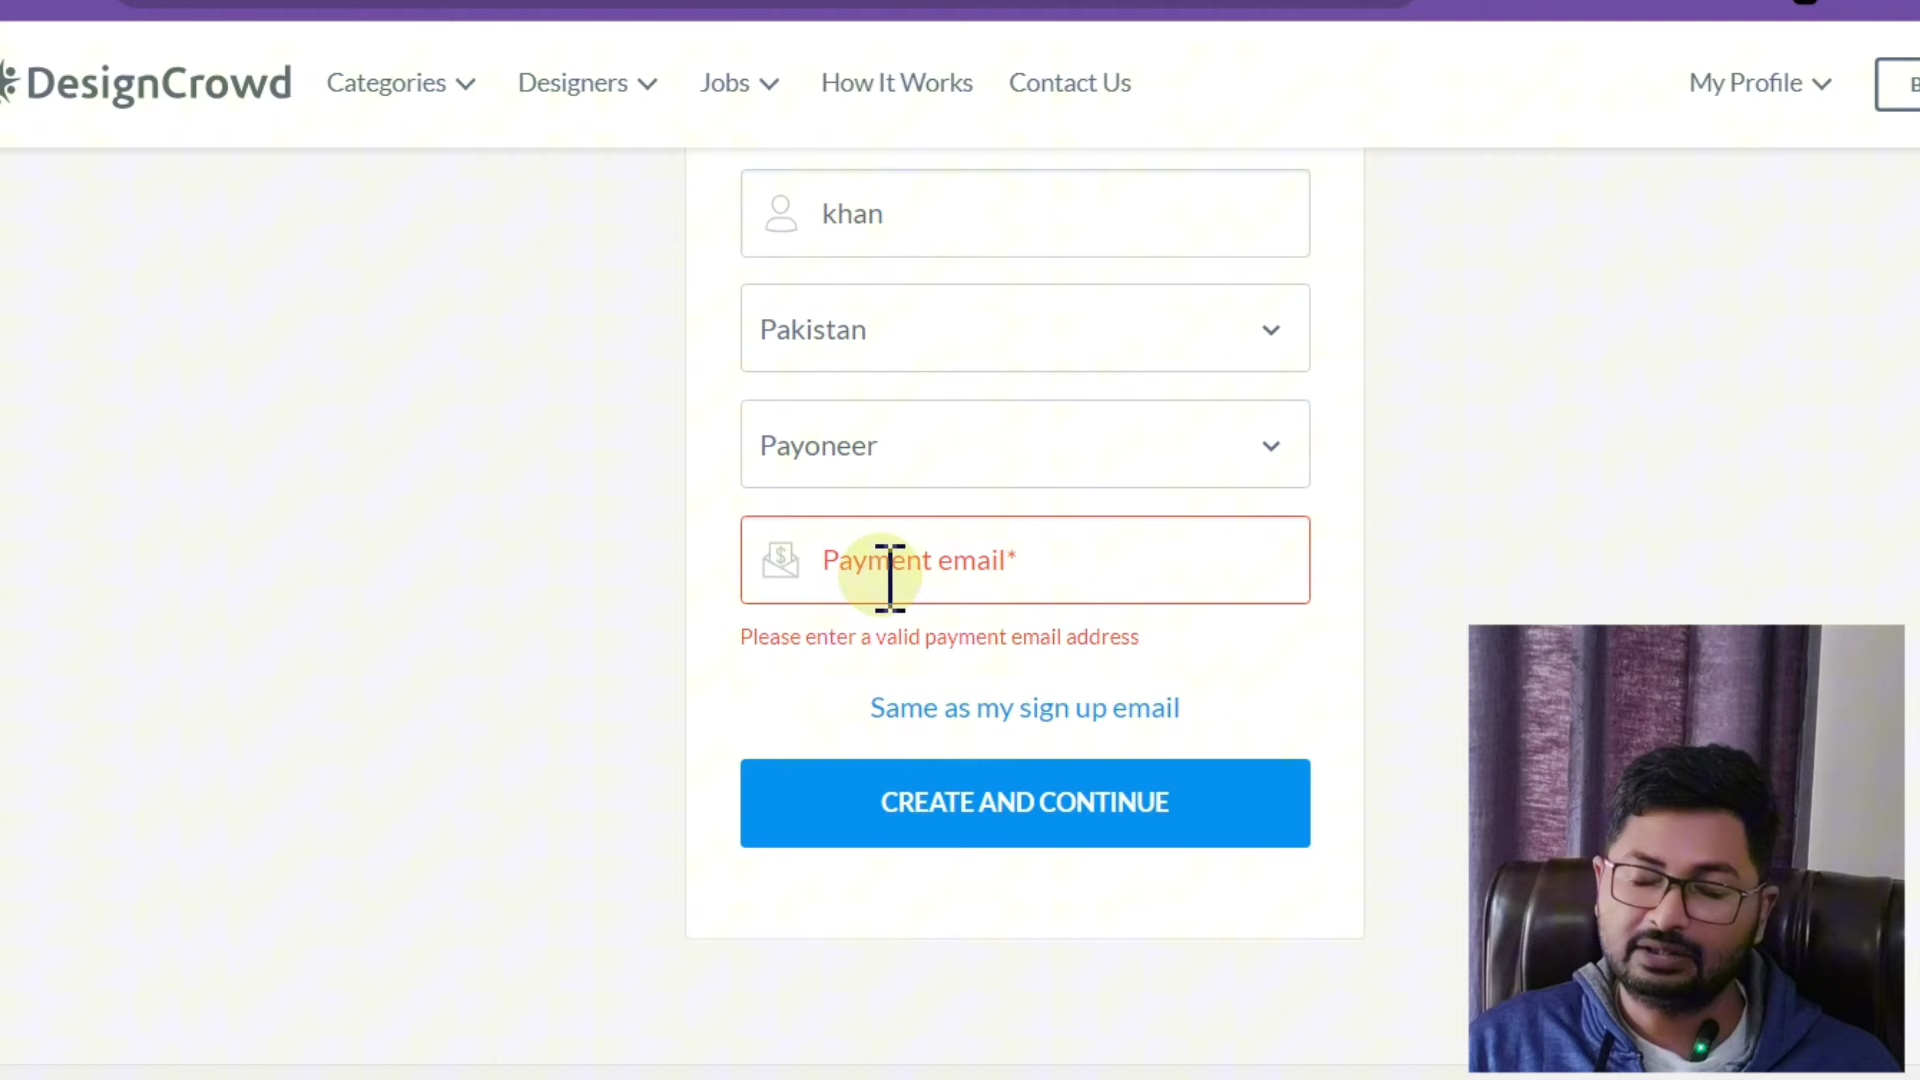 DesignCrowd Categories Designers Jobs How It Works Contact Us My Profile
khan
Pakistan
Payoneer
Payment email*
Please enter a valid payment email address
Same as my sign up email
CREATE AND CONTINUE